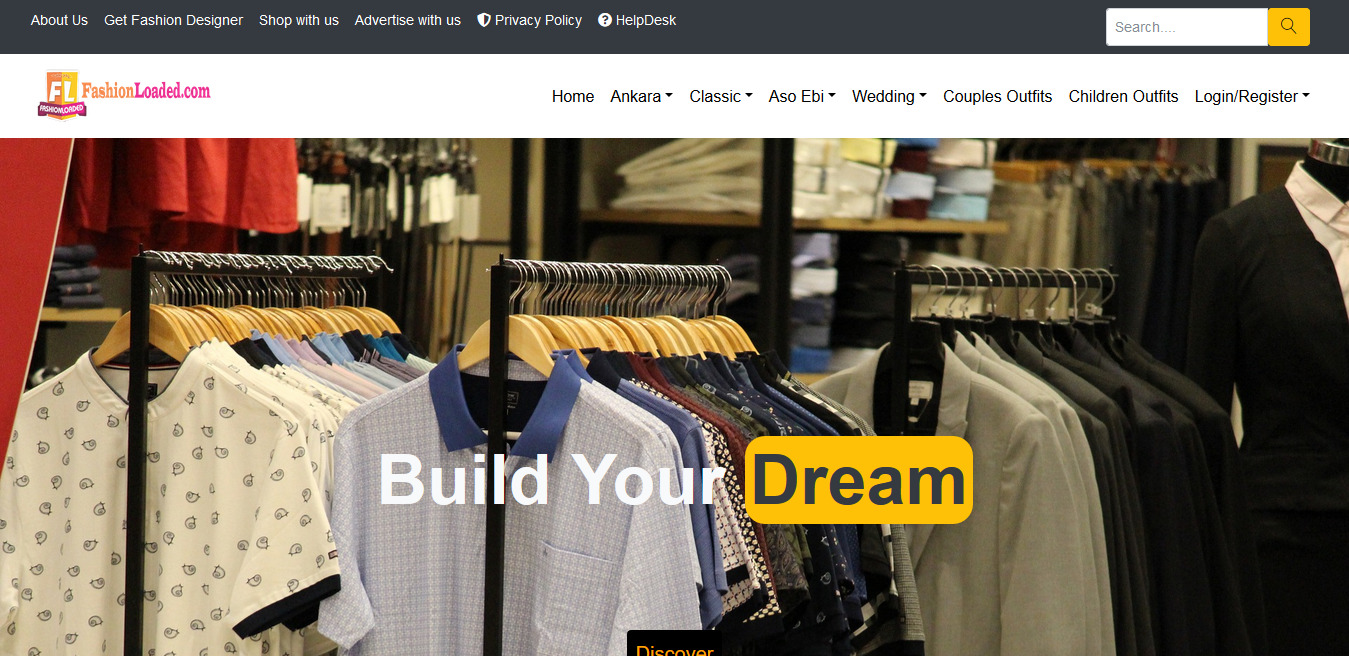 About Us Get Fashion Designer Shop with us Advertise with us Privacy Policy HelpDesk
Search....
FL
FASHIONLOADED
FashionLoaded.com
Home Ankara Classic Aso Ebi Wedding Couples Outfits Children Outfits Login/Register
Build Your Dream
Discover